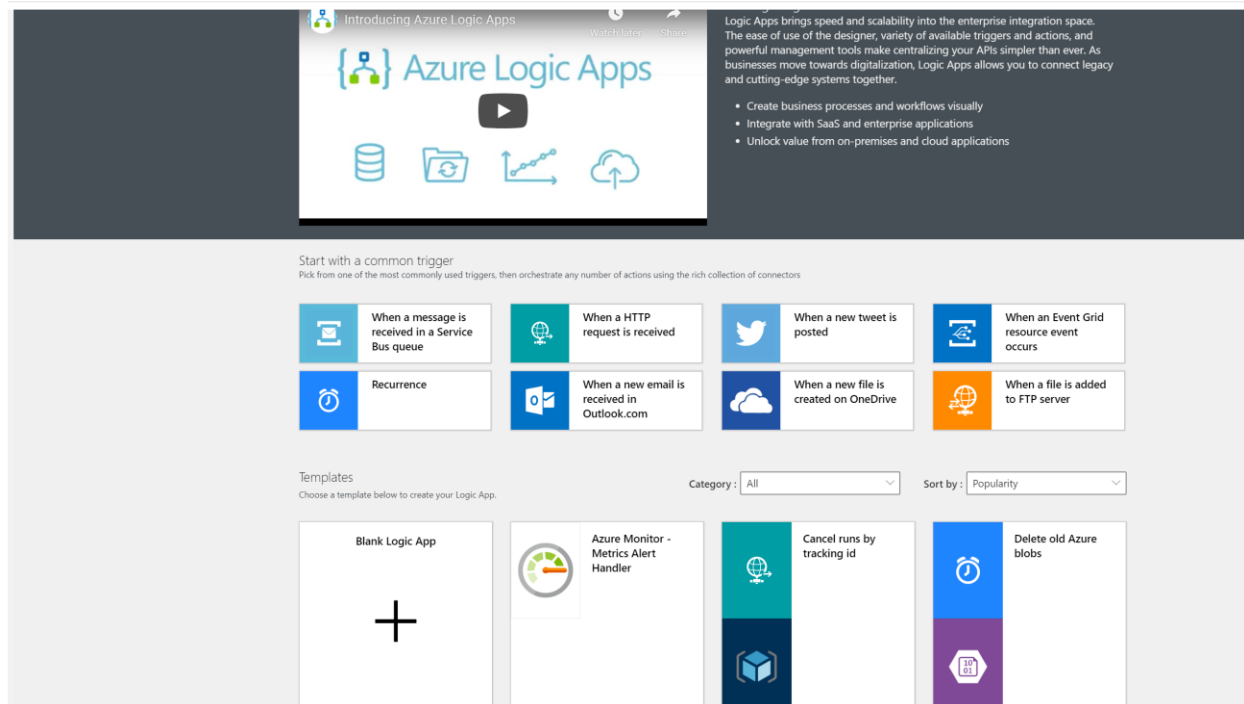 Introducing Azure Logic Apps
Watch later
Share
Azure Logic Apps
Logic Apps brings speed and scalability into the enterprise integration space.
The ease of use of the designer, variety of available triggers and actions, and
powerful management tools make centralizing your APIs simpler than ever. As
businesses move towards digitalization, Logic Apps allows you to connect legacy
and cutting-edge systems together.
• Create business processes and workflows visually
• Integrate with SaaS and enterprise applications
• Unlock value from on-premises and cloud applications
Start with a common trigger
Pick from one of the most commonly used triggers, then orchestrate any number of actions using the rich collection of connectors
When a message is
received in a Service
Bus queue
When a HTTP
request is received
When a new tweet is
posted
When an Event Grid
resource event
occurs
Recurrence
When a new email is
received in
Outlook.com
When a new file is
created on OneDrive
When a file is added
to FTP server
Templates
Choose a template below to create your Logic App.
Category : All
Sort by : Popularity
Blank Logic App
Azure Monitor -
Metrics Alert
Handler
Cancel runs by
tracking id
Delete old Azure
blobs
10
01